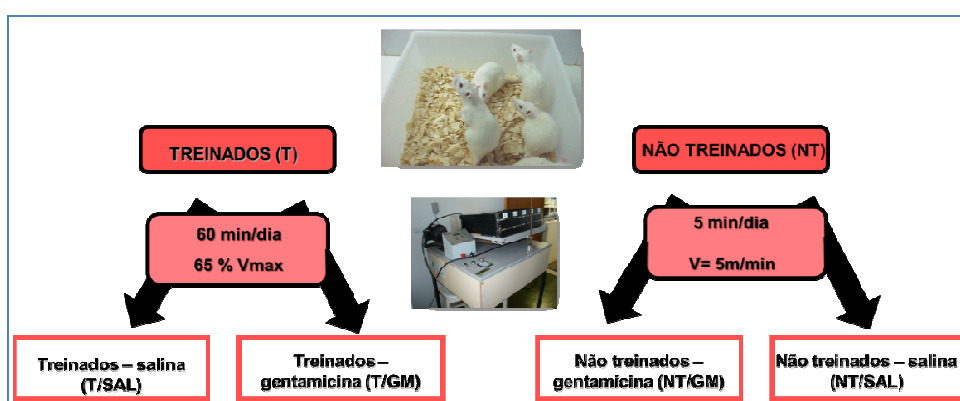 TREINADOS (T)
NÃO TREINADOS (NT)
60 min/dia
65 % Vmax
5 min/dia
V= 5m/min
Treinados – salina
(T/SAL)
Treinados –
gentamicina (T/GM)
Não treinados –
gentamicina (NT/GM)
Não treinados – salina
(NT/SAL)